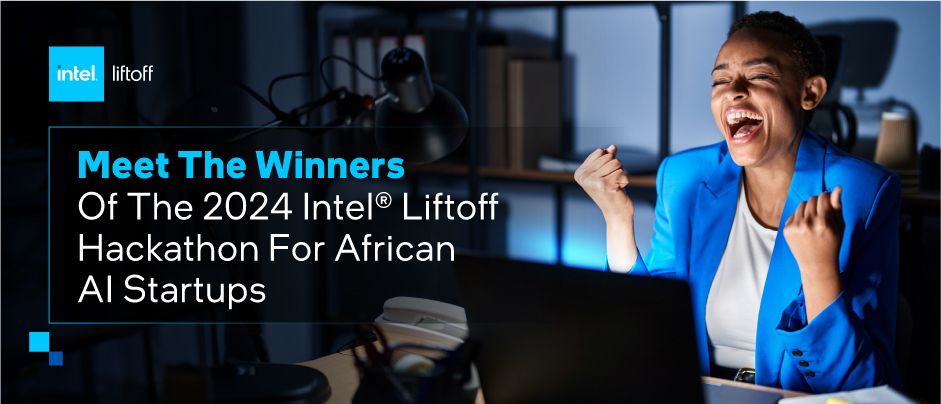 intel. liftoff
Meet The Winners
Of The 2024 Intel® Liftoff
Hackathon For African
AI Startups